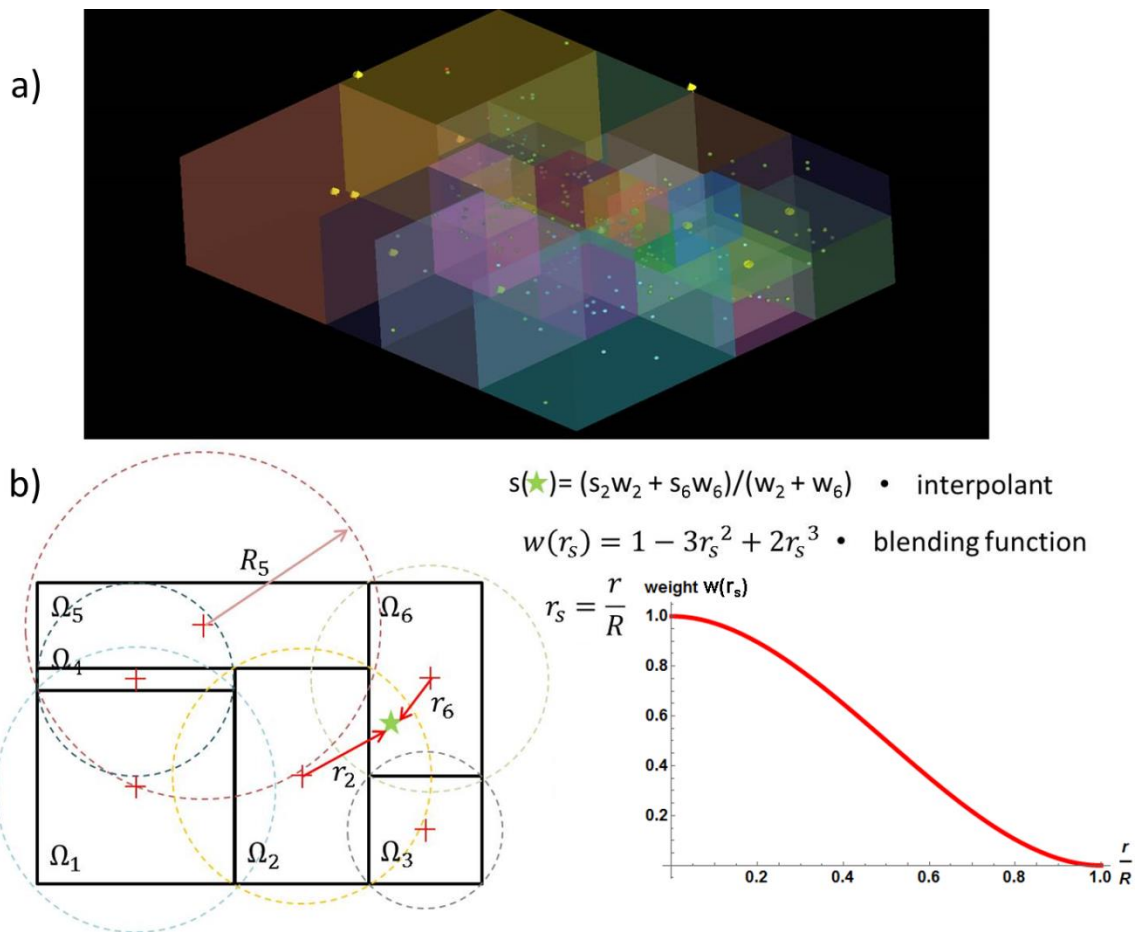 a)
b)
s(★)= (s₂w₂ + s₆w₆)/(w₂ + w₆) • interpolant
w(rₛ) = 1 − 3rₛ² + 2rₛ³ • blending function
rₛ = r/R
weight w(rₛ)
1.0
0.8
0.6
0.4
0.2
0.2 0.4 0.6 0.8 1.0
r/R
R₅
Ω₅
Ω₆
Ω₄
r₆
r₂
Ω₁
Ω₂
Ω₃